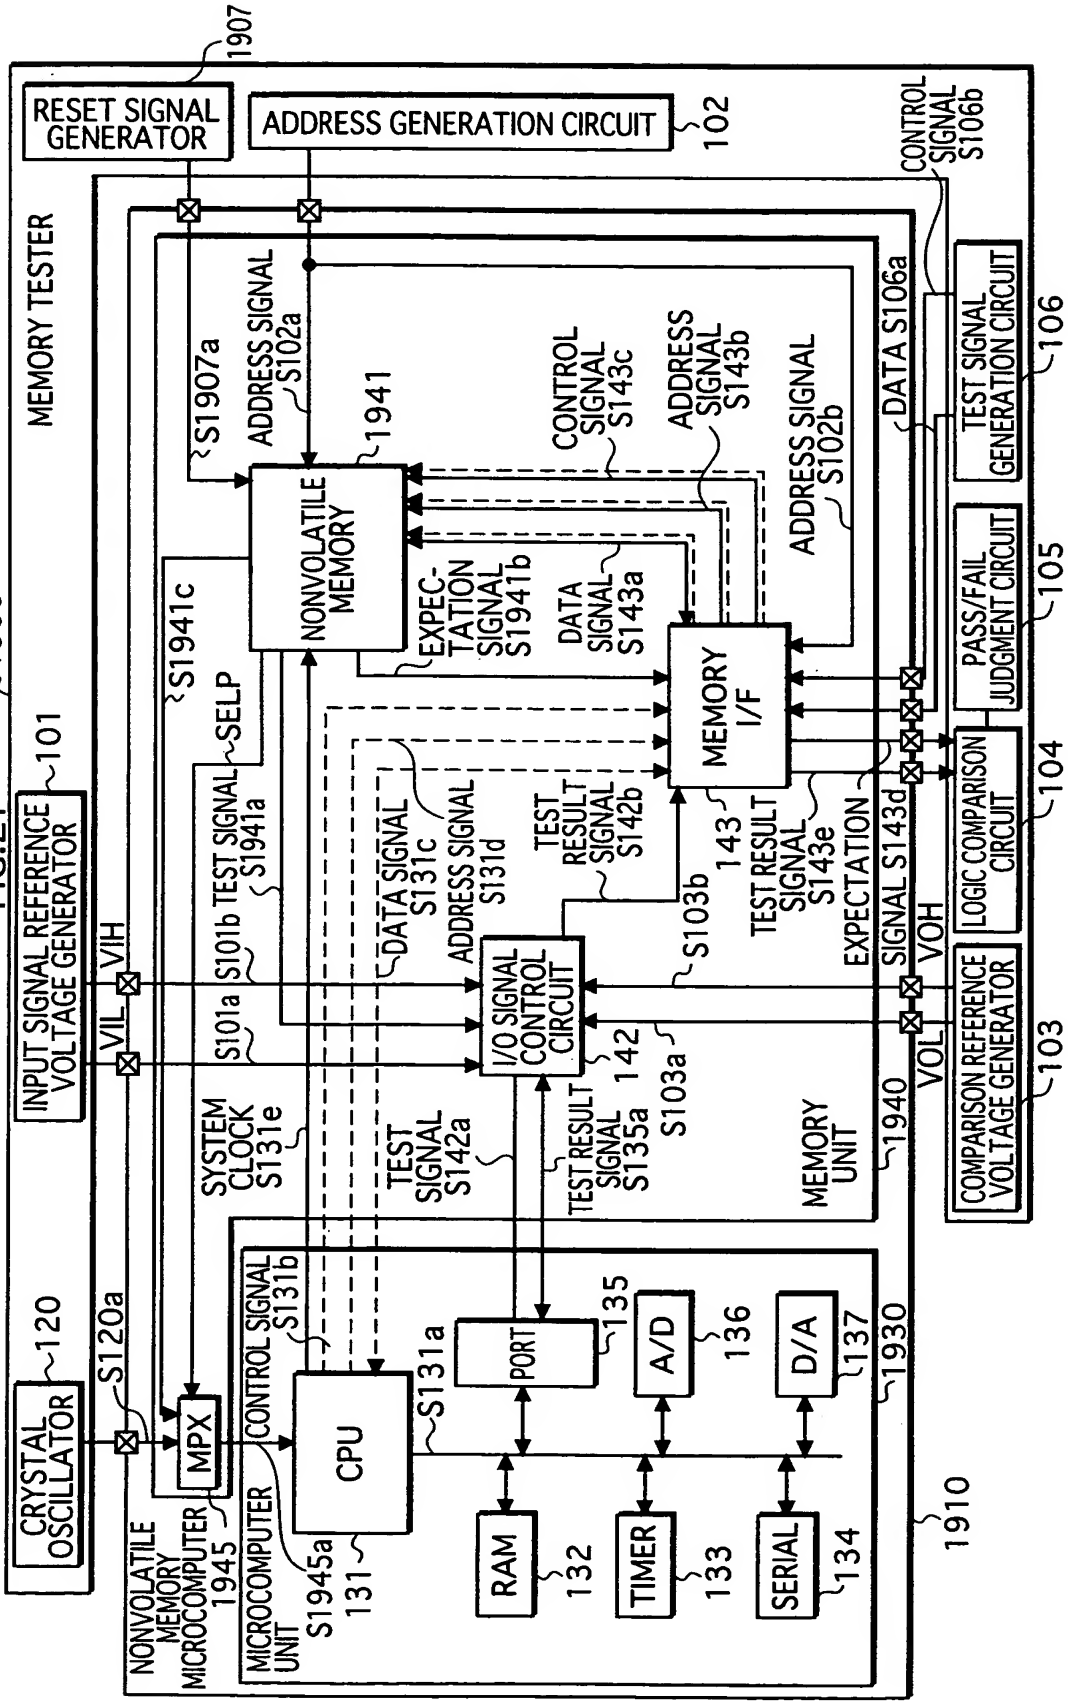 MEMORY TESTER
RESET SIGNAL
GENERATOR
1907
ADDRESS GENERATION CIRCUIT
102
INPUT SIGNAL REFERENCE
VOLTAGE GENERATOR
101
CRYSTAL
OSCILLATOR
120
S120a
VIL
VIH
S101a
S101b
TEST SIGNAL
S1941a
SELP
S1941c
S1907a
ADDRESS SIGNAL
S102a
NONVOLATILE
MEMORY
MICROCOMPUTER
1945
MPX
SYSTEM
CLOCK
S131e
NONVOLATILE
MEMORY
1941
MICROCOMPUTER
UNIT
S1945a
131
CONTROL SIGNAL
S131b
CPU
S131a
DATA SIGNAL
S131c
ADDRESS SIGNAL
S131d
EXPEC-
TATION
SIGNAL
S1941b
DATA
SIGNAL
S143a
CONTROL
SIGNAL
S143c
ADDRESS
SIGNAL
S143b
ADDRESS SIGNAL
S102b
TEST
SIGNAL
S142a
I/O SIGNAL
CONTROL
CIRCUIT
142
TEST
RESULT
SIGNAL
S142b
MEMORY
I/F
143
PORT
135
TEST RESULT
SIGNAL
S135a
S103a
S103b
TEST RESULT
SIGNAL
S143e
EXPECTATION
SIGNAL S143d
DATA S106a
CONTROL
SIGNAL
S106b
RAM
132
TIMER
133
SERIAL
134
A/D
136
D/A
137
1930
MEMORY
UNIT
1940
1910
VOL
VOH
COMPARISON REFERENCE
VOLTAGE GENERATOR
103
LOGIC COMPARISON
CIRCUIT
104
PASS/FAIL
JUDGMENT CIRCUIT
105
TEST SIGNAL
GENERATION CIRCUIT
106